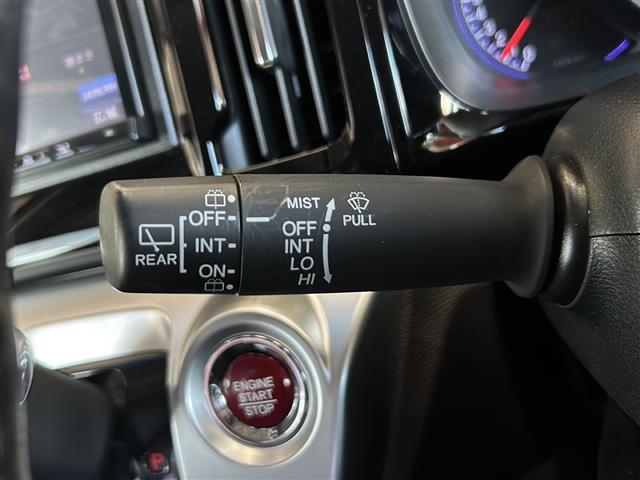 OFF
INT
ON
REAR
MIST
OFF
INT
LO
HI
PULL
ENGINE
START
STOP
P